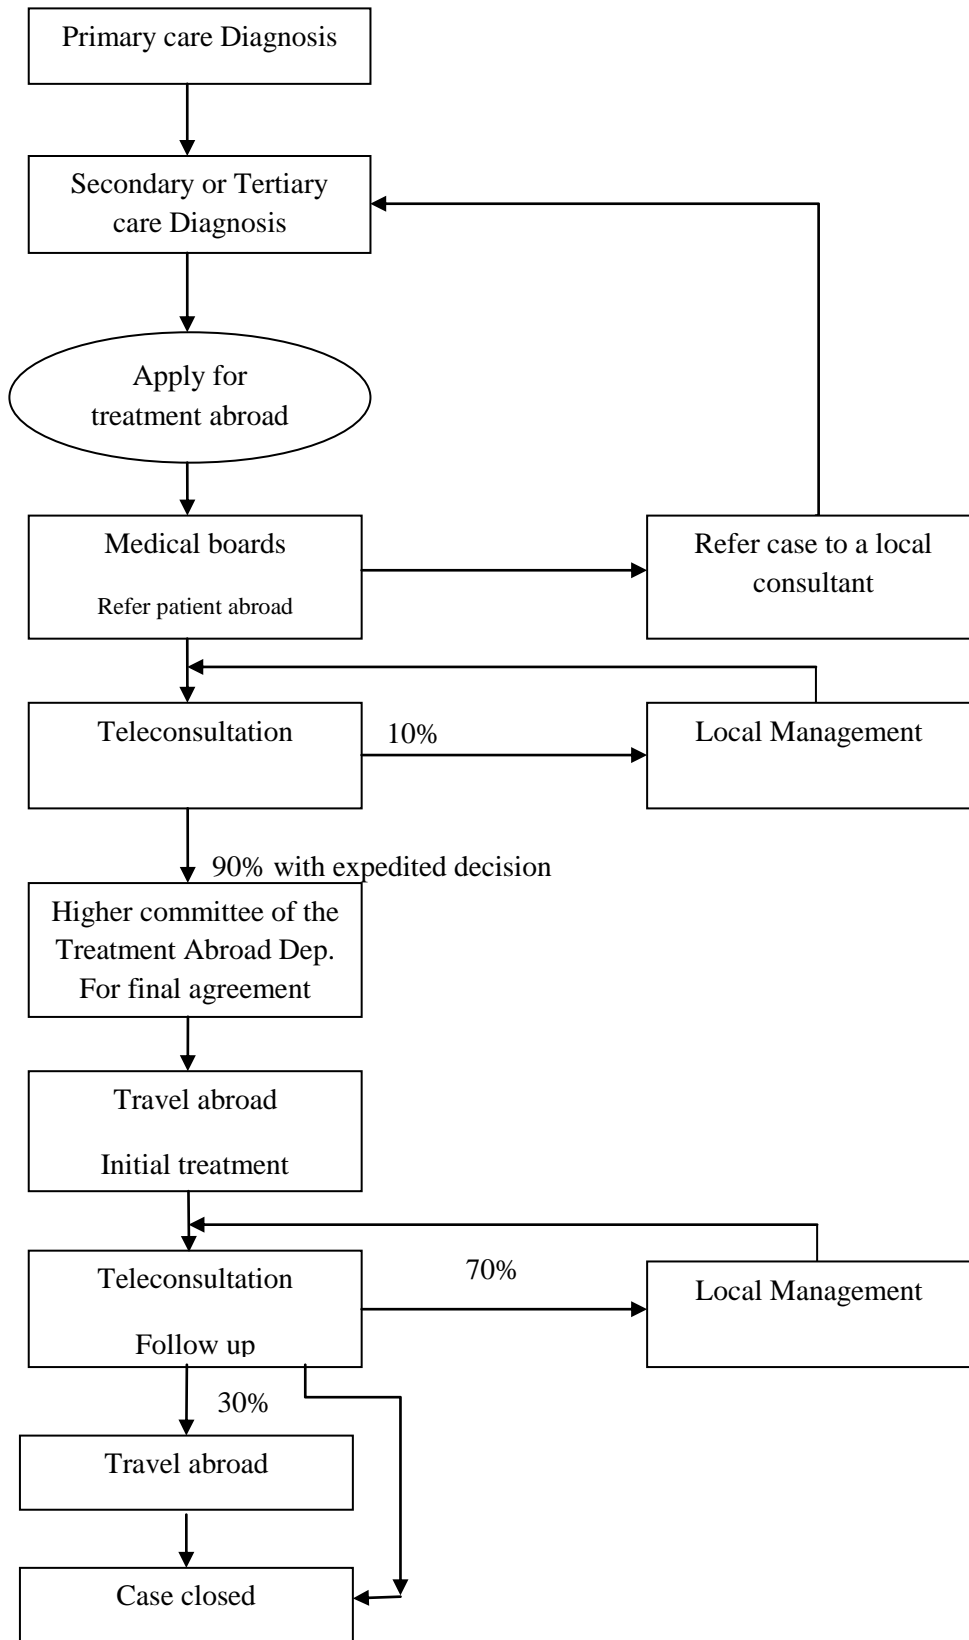 Primary care Diagnosis
Secondary or Tertiary
care Diagnosis
Apply for
treatment abroad
Medical boards
Refer patient abroad
Refer case to a local
consultant
Teleconsultation
10%
Local Management
90% with expedited decision
Higher committee of the
Treatment Abroad Dep.
For final agreement
Travel abroad
Initial treatment
Teleconsultation
Follow up
70%
Local Management
30%
Travel abroad
Case closed